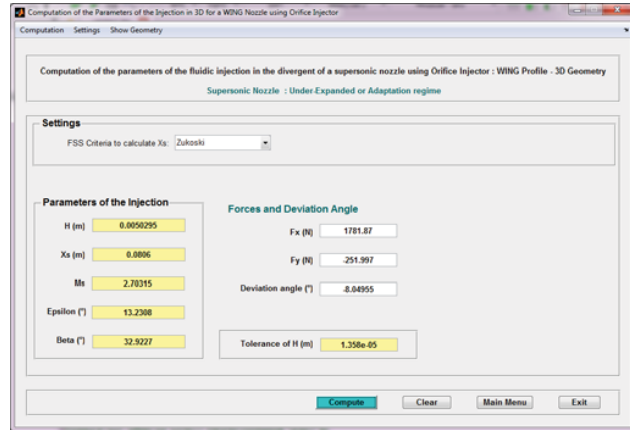 Computation of the Parameters of the Injection in 3D for a WING Nozzle using Orifice Injector
Computation Settings Show Geometry
Computation of the parameters of the fluidic injection in the divergent of a supersonic nozzle using Orifice Injector : WING Profile - 3D Geometry
Supersonic Nozzle : Under-Expanded or Adaptation regime
Settings
FSS Criteria to calculate Xs: Zukoski
Parameters of the Injection
H (m) 0.0050295
Xs (m) 0.0806
Ms 2.70315
Epsilon (°) 13.2308
Beta (°) 32.9227
Forces and Deviation Angle
Fx (N) 1781.87
Fy (N) -251.997
Deviation angle (°) -8.04955
Tolerance of H (m) 1.358e-05
Compute Clear Main Menu Exit